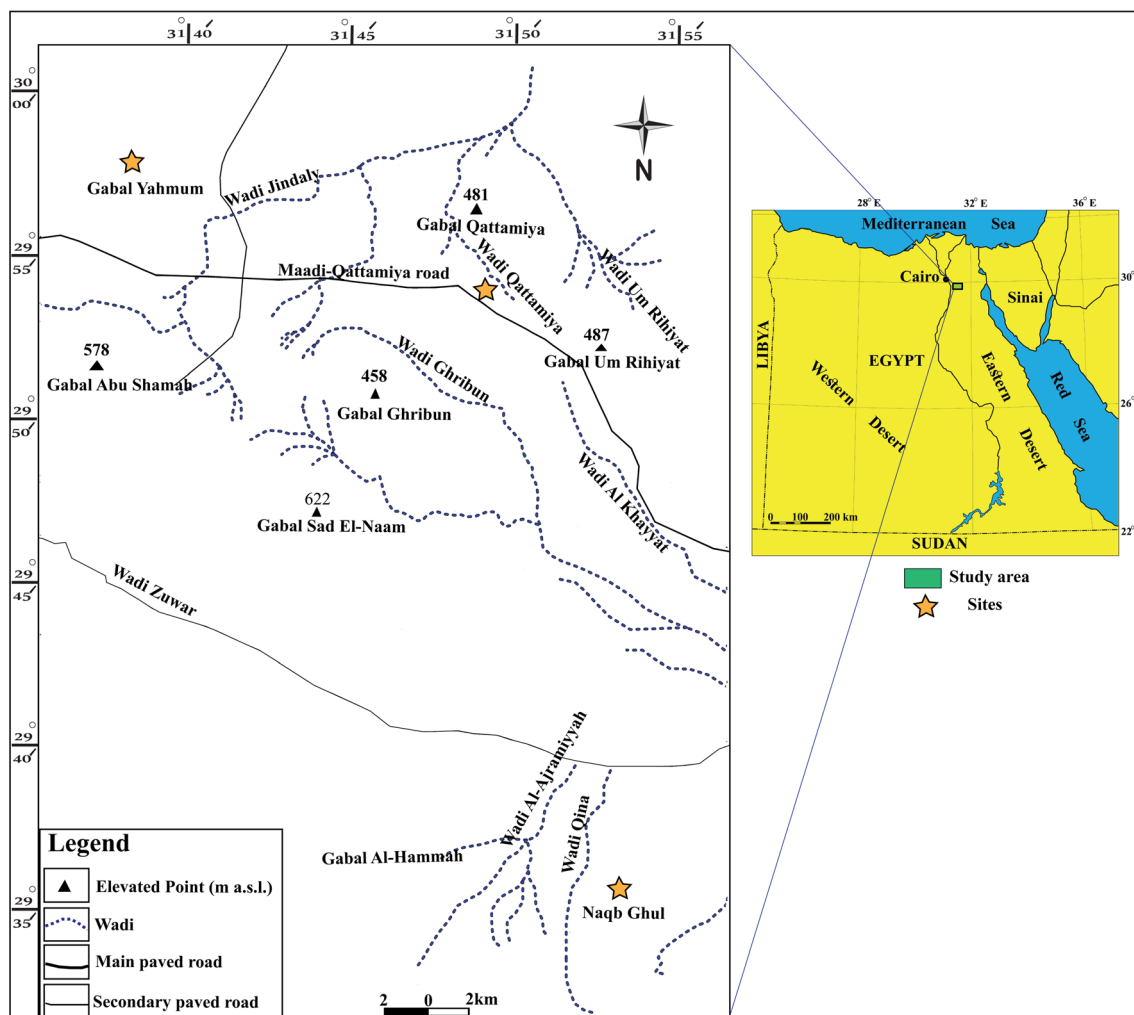 31 40
31 45
31 50
31 55
30 00
29 55
29 50
29 45
29 40
29 35
N
Gabal Yahmum
Wadi Jindaly
481
Gabal Qattamiya
Wadi Qattamiya
Wadi Um Rihiyat
Maadi-Qattamiya road
578
Gabal Abu Shamah
487
Gabal Um Rihiyat
Wadi Ghribun
458
Gabal Ghribun
622
Gabal Sad El-Naam
Wadi Al Khayyat
Wadi Zuwar
Wadi Al-Ajramiyyah
Wadi Qina
Gabal Al-Hammah
Naqb Ghul
Legend
Elevated Point (m a.s.l.)
Wadi
Main paved road
Secondary paved road
2 0 2km
28° E
32° E
36° E
Mediterranean Sea
Cairo
30°
Sinai
LIBYA
EGYPT
Western Desert
Eastern Desert
Red Sea
26°
0 100 200 km
22°
SUDAN
Study area
Sites